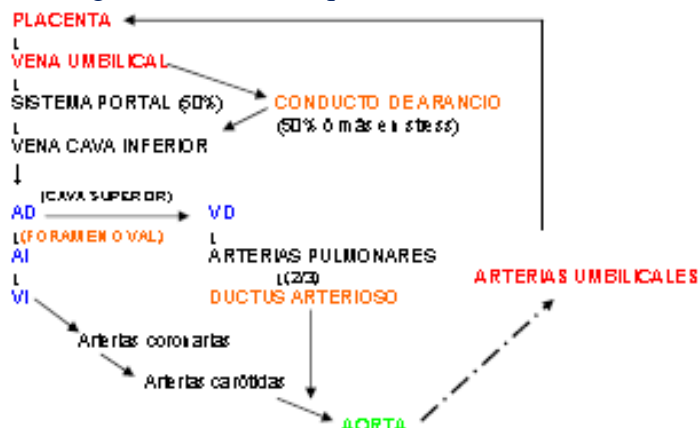 PLACENTA
VENA UMBILICAL
SISTEMA PORTAL (50%)
CONDUCTO DE ARANCIO
(50% ó más en stress)
VENA CAVA INFERIOR
(CAVA SUPERIOR)
AD
VD
(FORAMEN OVAL)
AI
ARTERIAS PULMONARES
(2/3)
ARTERIAS UMBILICALES
VI
DUCTUS ARTERIOSO
Arterias coronarias
Arterias carótidas
AORTA